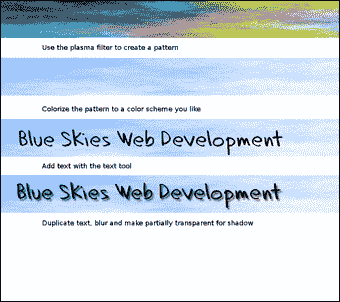 Use the plasma filter to create a pattern
Colorize the pattern to a color scheme you like
Blue Skies Web Development
Add text with the text tool
Blue Skies Web Development
Duplicate text, blur and make partially transparent for shadow